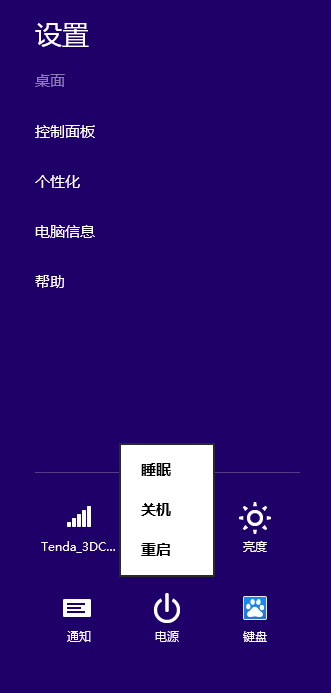 设置
桌面
控制面板
个性化
电脑信息
帮助
睡眠
关机
重启
Tenda_3DC...
亮度
通知
电源
键盘